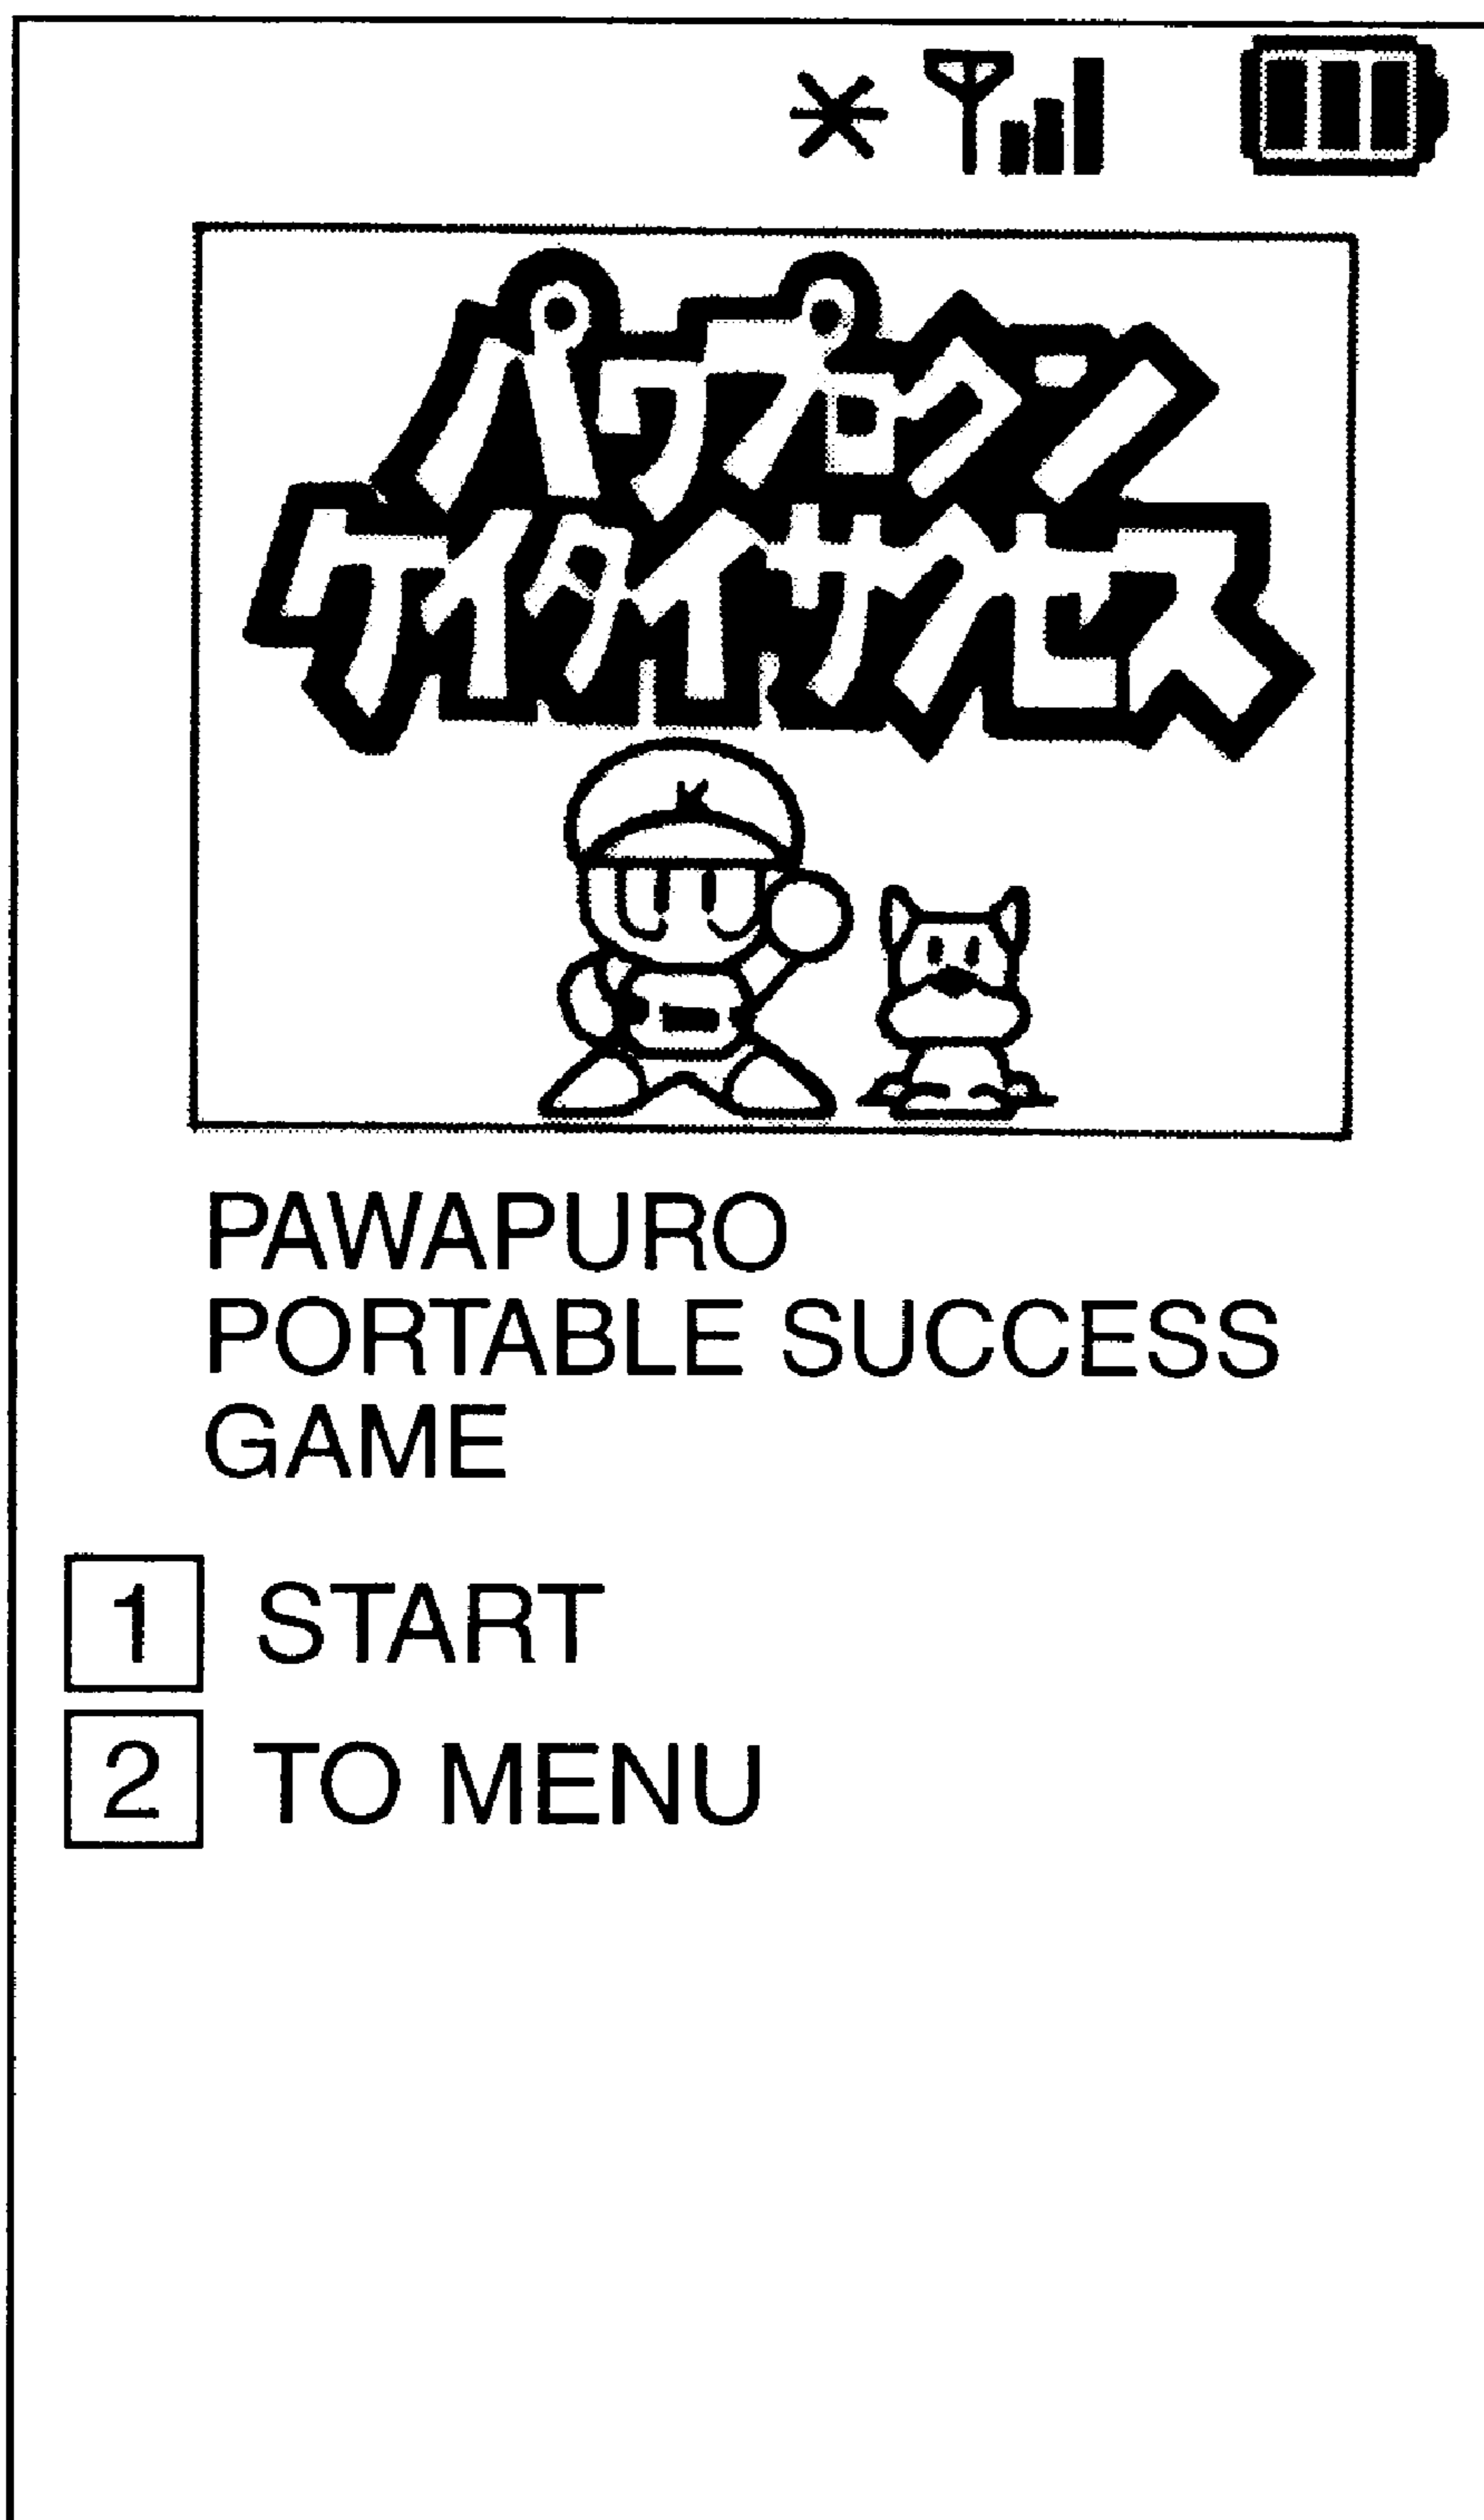 パワプロクン
ケイタイサクセス
PAWAPURO
PORTABLE SUCCESS
GAME
1 START
2 TO MENU